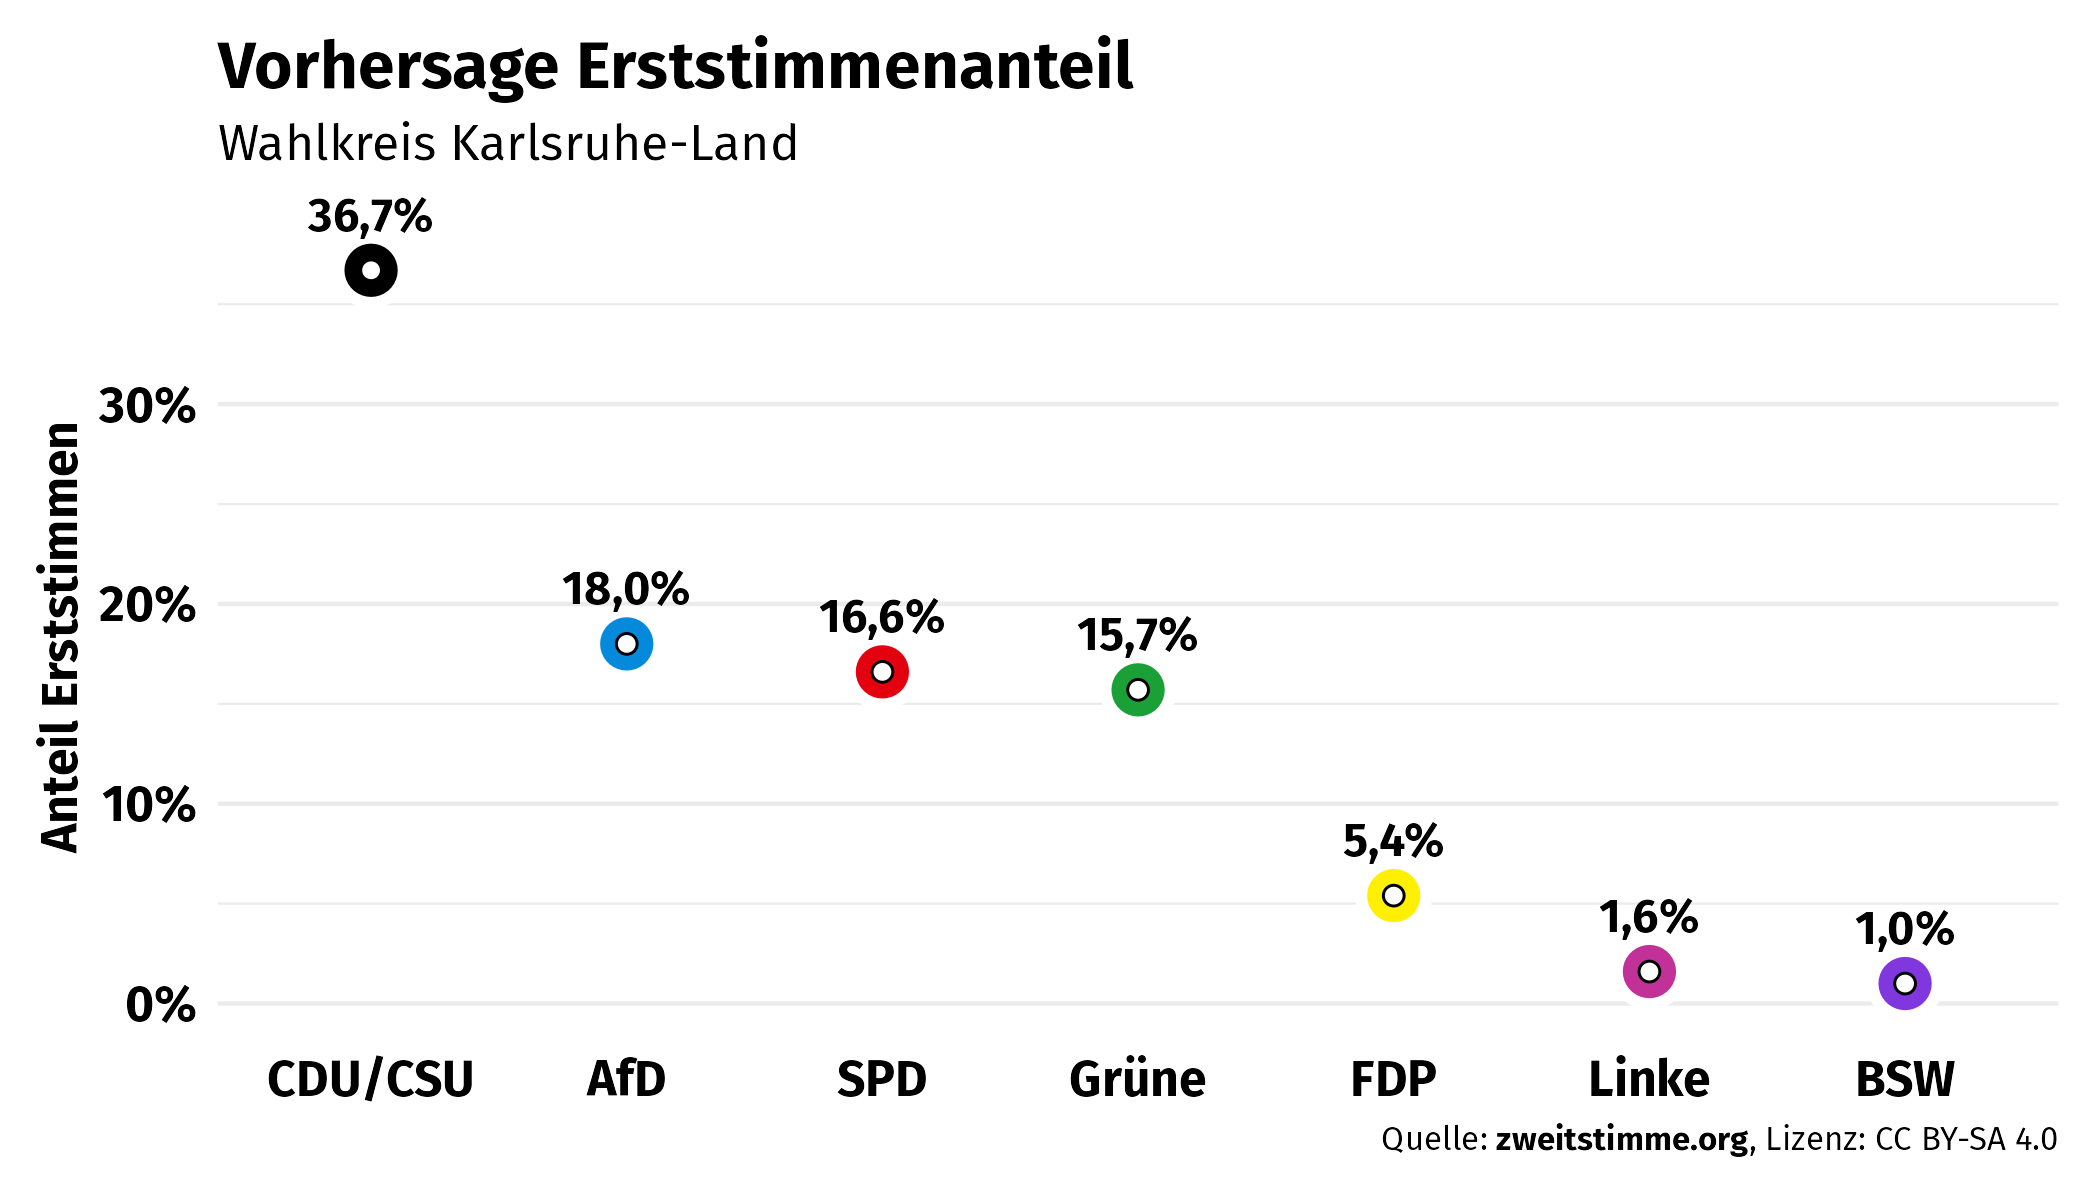 Vorhersage Erststimmenanteil
Wahlkreis Karlsruhe-Land
Anteil Erststimmen
30%
20%
10%
0%
36,7%
18,0%
16,6%
15,7%
5,4%
1,6%
1,0%
CDU/CSU AfD SPD Grüne FDP Linke BSW
Quelle: zweitstimme.org, Lizenz: CC BY-SA 4.0